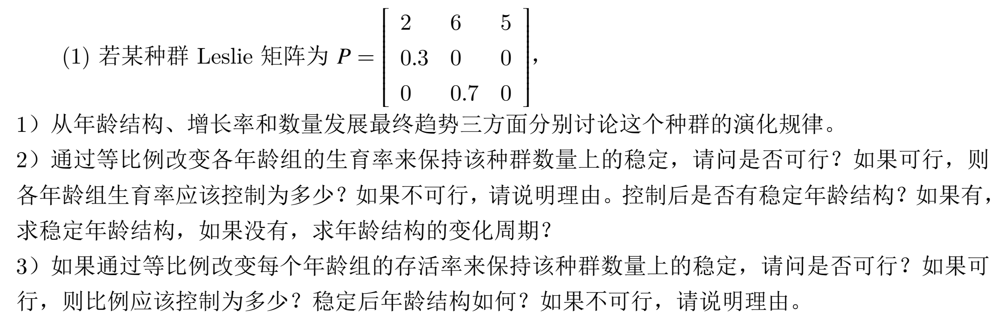 (1) 若某种群 Leslie 矩阵为 P = [ 2 6 5 ; 0.3 0 0 ; 0 0.7 0 ],
1）从年龄结构、增长率和数量发展最终趋势三方面分别讨论这个种群的演化规律。
2）通过等比例改变各年龄组的生育率来保持该种群数量上的稳定，请问是否可行？如果可行，则
各年龄组生育率应该控制为多少？如果不可行，请说明理由。控制后是否有稳定年龄结构？如果有，
求稳定年龄结构，如果没有，求年龄结构的变化周期？
3）如果通过等比例改变每个年龄组的存活率来保持该种群数量上的稳定，请问是否可行？如果可
行，则比例应该控制为多少？稳定后年龄结构如何？如果不可行，请说明理由。